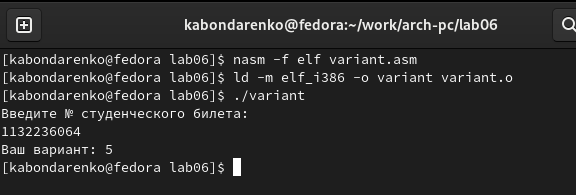 kabondarenko@fedora:~/work/arch-pc/lab06
[kabondarenko@fedora lab06]$ nasm -f elf variant.asm
[kabondarenko@fedora lab06]$ ld -m elf_i386 -o variant variant.o
[kabondarenko@fedora lab06]$ ./variant
Введите № студенческого билета:
1132236064
Ваш вариант: 5
[kabondarenko@fedora lab06]$